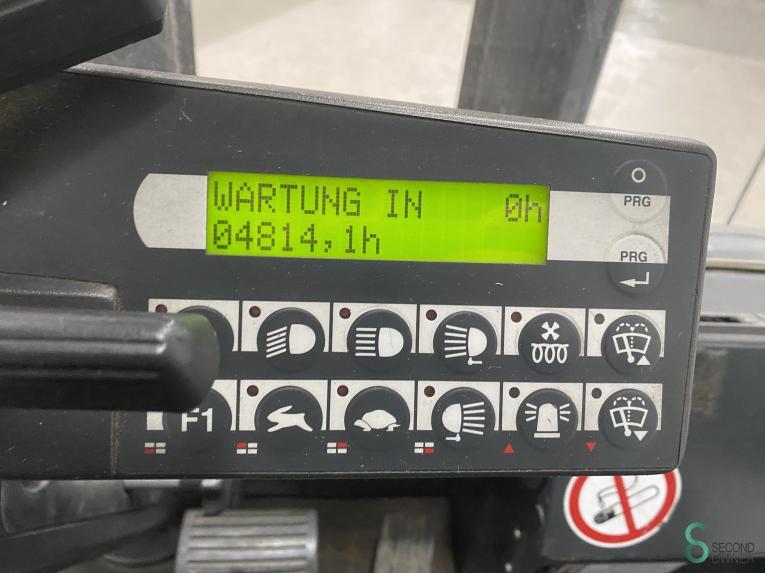 WARTUNG IN 0h
04814,1h
PRG
PRG
F1
SECOND
OWNER